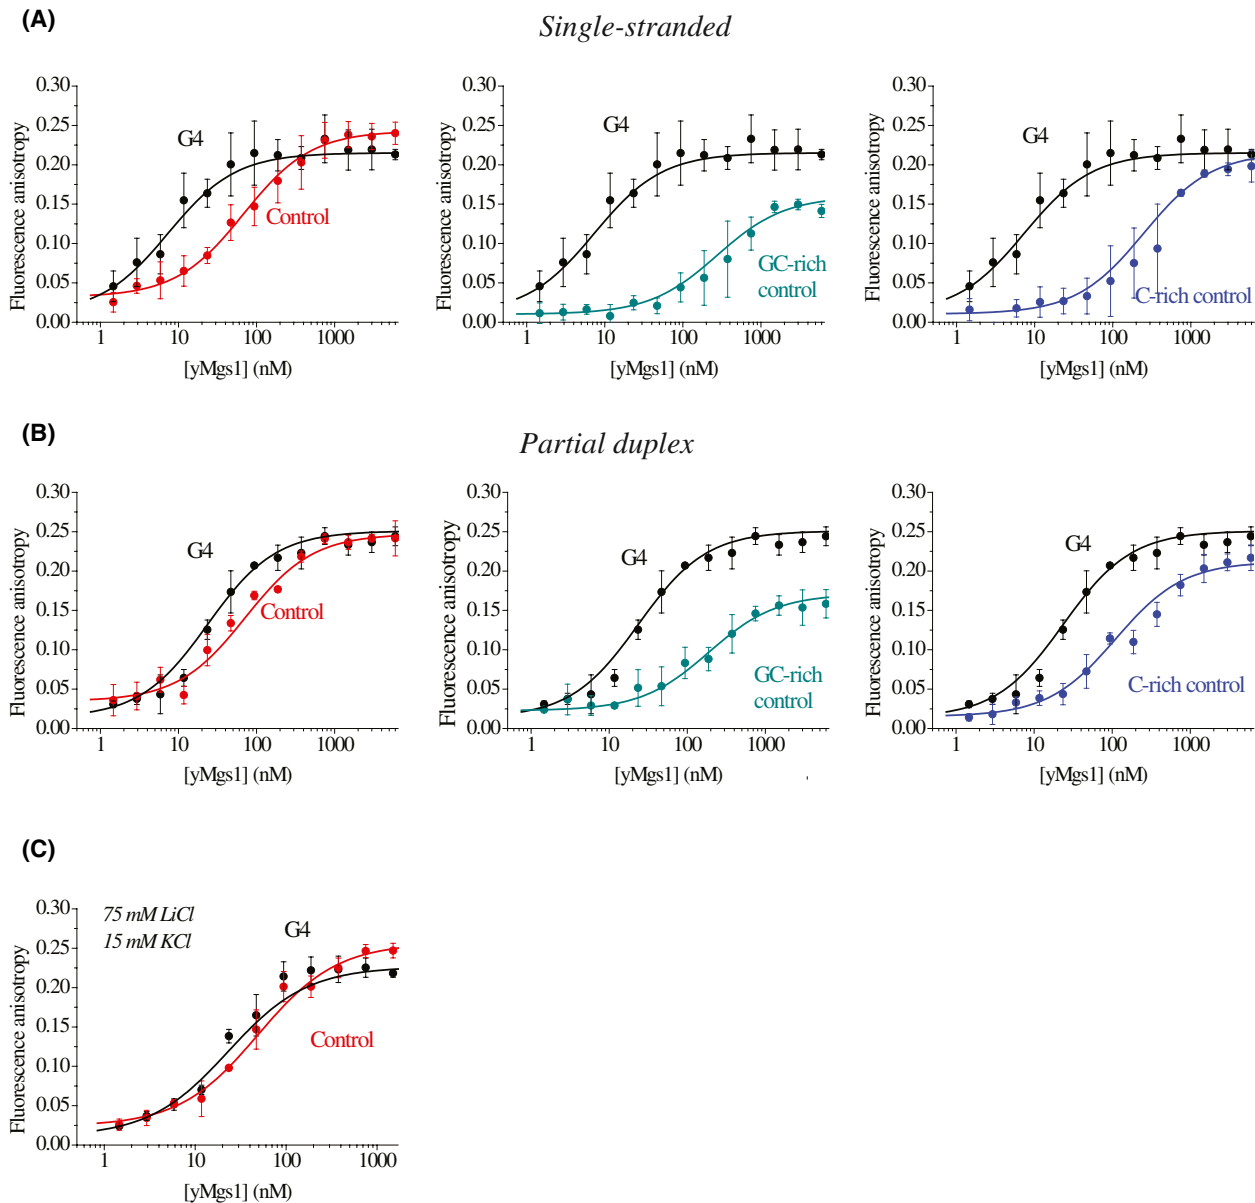 (A)
Single-stranded
Fluorescence anisotropy
0.30
0.25
0.20
0.15
0.10
0.05
0.00
G4
Control
1
10
100
1000
[yMgs1] (nM)
Fluorescence anisotropy
0.30
0.25
0.20
0.15
0.10
0.05
0.00
G4
GC-rich
control
1
10
100
1000
[yMgs1] (nM)
Fluorescence anisotropy
0.30
0.25
0.20
0.15
0.10
0.05
0.00
G4
C-rich control
1
10
100
1000
[yMgs1] (nM)
(B)
Partial duplex
Fluorescence anisotropy
0.30
0.25
0.20
0.15
0.10
0.05
0.00
G4
Control
1
10
100
1000
[yMgs1] (nM)
Fluorescence anisotropy
0.30
0.25
0.20
0.15
0.10
0.05
0.00
G4
GC-rich
control
1
10
100
1000
[yMgs1] (nM)
Fluorescence anisotropy
0.30
0.25
0.20
0.15
0.10
0.05
0.00
G4
C-rich control
1
10
100
1000
[yMgs1] (nM)
(C)
Fluorescence anisotropy
0.30
0.25
0.20
0.15
0.10
0.05
0.00
75 mM LiCl
15 mM KCl
G4
Control
1
10
100
1000
[yMgs1] (nM)